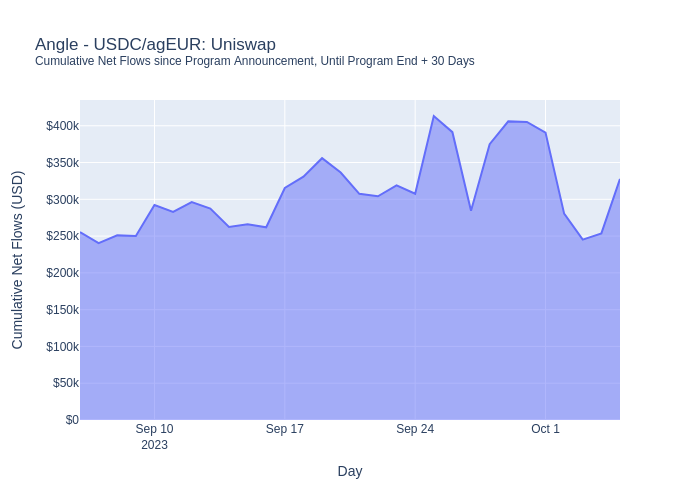 Angle - USDC/agEUR: Uniswap
Cumulative Net Flows since Program Announcement, Until Program End + 30 Days
Cumulative Net Flows (USD)
$400k
$350k
$300k
$250k
$200k
$150k
$100k
$50k
$0
Sep 10
2023
Sep 17
Sep 24
Oct 1
Day